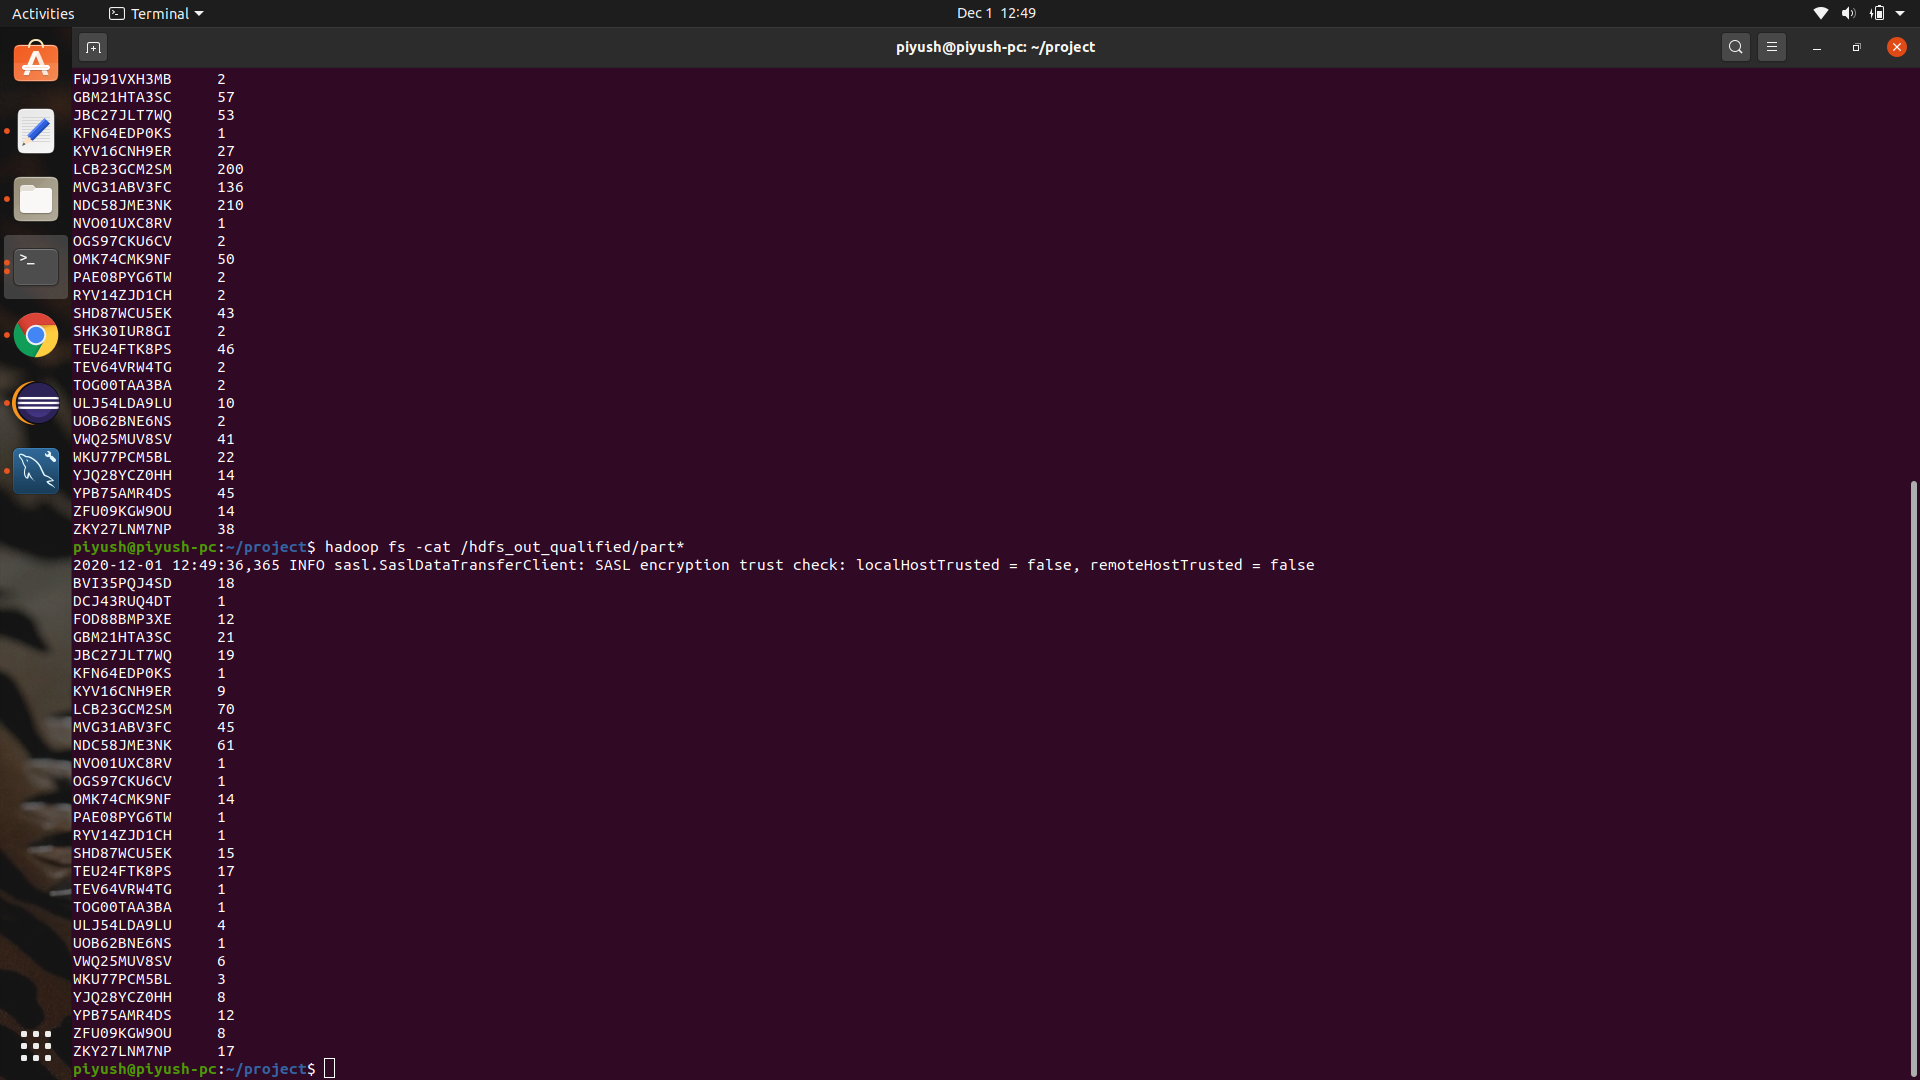 Activities Terminal Dec 1 12:49
piyush@piyush-pc: ~/project
FWJ91VXH3MB 2
GBM21HTA3SC 57
JBC27JLT7WQ 53
KFN64EDP0KS 1
KYV16CNH9ER 27
LCB23GCM2SM 200
MVG31ABV3FC 136
NDC58JME3NK 210
NVO01UXC8RV 1
OGS97CKU6CV 2
OMK74CMK9NF 50
PAE08PYG6TW 2
RYV14ZJD1CH 2
SHD87WCU5EK 43
SHK30IUR8GI 2
TEU24FTK8PS 46
TEV64VRW4TG 2
TOG00TAA3BA 2
ULJ54LDA9LU 10
UOB62BNE6NS 2
VWQ25MUV8SV 41
WKU77PCM5BL 22
YJQ28YCZ0HH 14
YPB75AMR4DS 45
ZFU09KGW9OU 14
ZKY27LNM7NP 38
piyush@piyush-pc:~/project$ hadoop fs -cat /hdfs_out_qualified/part*
2020-12-01 12:49:36,365 INFO sasl.SaslDataTransferClient: SASL encryption trust check: localHostTrusted = false, remoteHostTrusted = false
BVI35PQJ4SD 18
DCJ43RUQ4DT 1
FOD88BMP3XE 12
GBM21HTA3SC 21
JBC27JLT7WQ 19
KFN64EDP0KS 1
KYV16CNH9ER 9
LCB23GCM2SM 70
MVG31ABV3FC 45
NDC58JME3NK 61
NVO01UXC8RV 1
OGS97CKU6CV 1
OMK74CMK9NF 14
PAE08PYG6TW 1
RYV14ZJD1CH 1
SHD87WCU5EK 15
TEU24FTK8PS 17
TEV64VRW4TG 1
TOG00TAA3BA 1
ULJ54LDA9LU 4
UOB62BNE6NS 1
VWQ25MUV8SV 6
WKU77PCM5BL 3
YJQ28YCZ0HH 8
YPB75AMR4DS 12
ZFU09KGW9OU 8
ZKY27LNM7NP 17
piyush@piyush-pc:~/project$